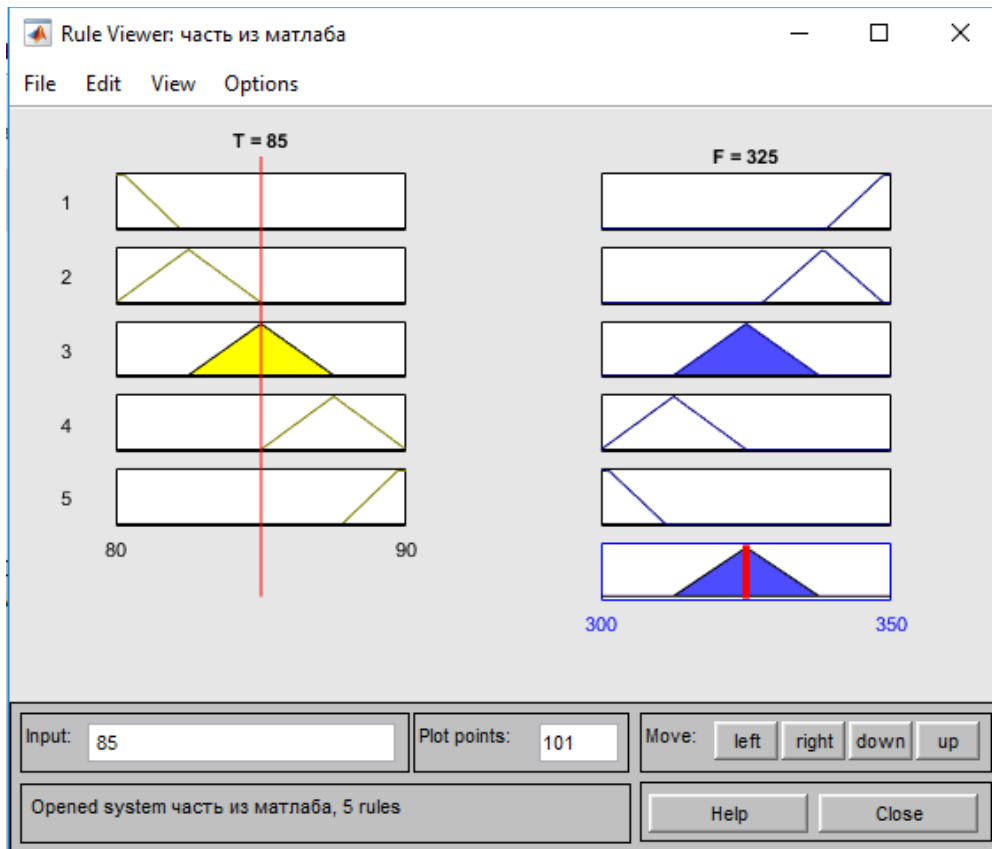 Rule Viewer: часть из матлаба
File Edit View Options
T = 85
F = 325
1
2
3
4
5
80 90
300 350
Input: 85 Plot points: 101 Move: left right down up
Opened system часть из матлаба, 5 rules Help Close